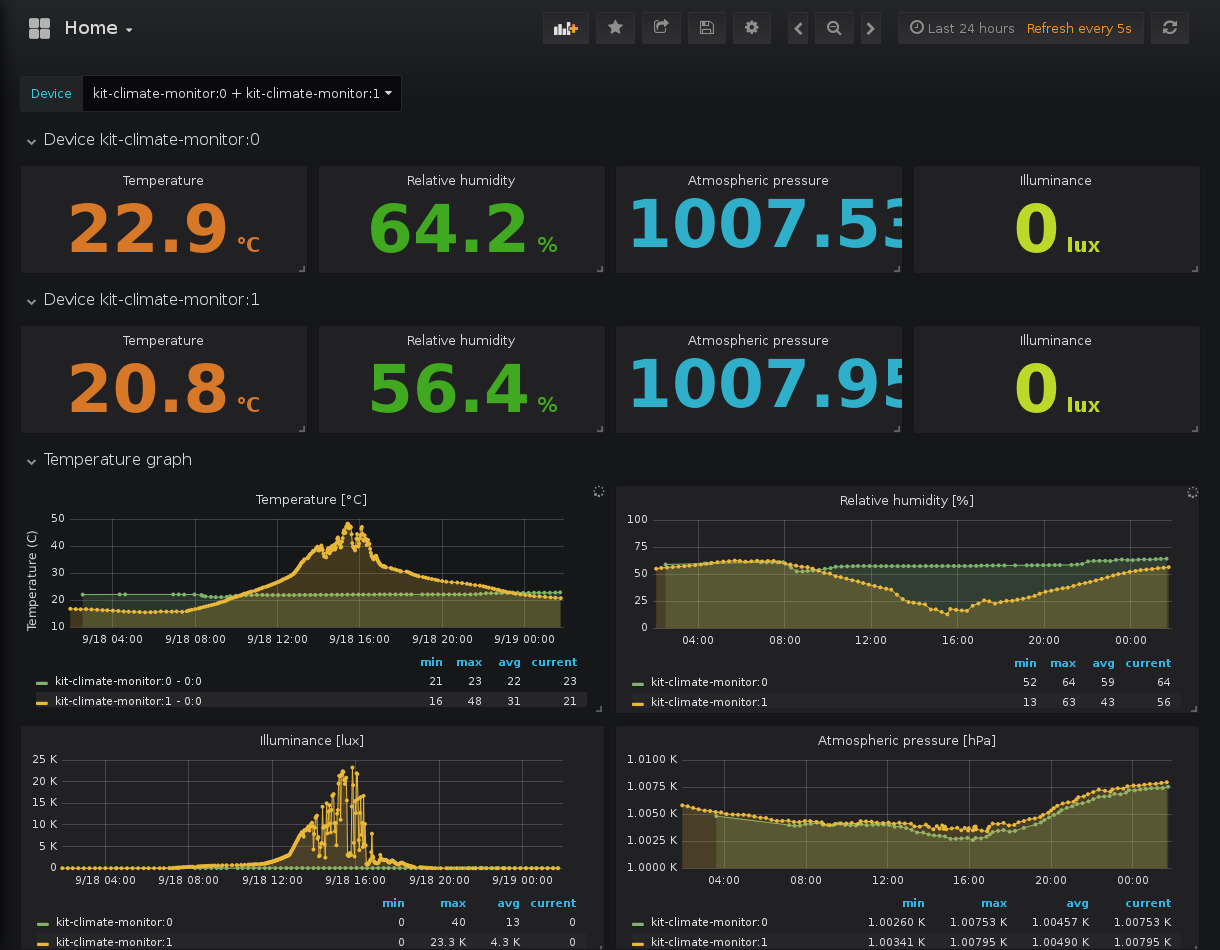 Home
Last 24 hours Refresh every 5s
Device kit-climate-monitor:0 + kit-climate-monitor:1
Device kit-climate-monitor:0
Temperature Relative humidity Atmospheric pressure Illuminance
22.9 °C 64.2 % 1007.53 0 lux
Device kit-climate-monitor:1
Temperature Relative humidity Atmospheric pressure Illuminance
20.8 °C 56.4 % 1007.95 0 lux
Temperature graph
Temperature [°C]
Temperature (C)
50
40
30
20
10
9/18 04:00 9/18 08:00 9/18 12:00 9/18 16:00 9/18 20:00 9/19 00:00
min max avg current
kit-climate-monitor:0 - 0:0 21 23 22 23
kit-climate-monitor:1 - 0:0 16 48 31 21
Relative humidity [%]
100
75
50
25
0
04:00 08:00 12:00 16:00 20:00 00:00
min max avg current
kit-climate-monitor:0 52 64 59 64
kit-climate-monitor:1 13 63 43 56
Illuminance [lux]
25 K
20 K
15 K
10 K
5 K
0
9/18 04:00 9/18 08:00 9/18 12:00 9/18 16:00 9/18 20:00 9/19 00:00
min max avg current
kit-climate-monitor:0 0 40 13 0
kit-climate-monitor:1 0 23.3 K 4.3 K 0
Atmospheric pressure [hPa]
1.0100 K
1.0075 K
1.0050 K
1.0025 K
1.0000 K
04:00 08:00 12:00 16:00 20:00 00:00
min max avg current
kit-climate-monitor:0 1.00260 K 1.00753 K 1.00457 K 1.00753 K
kit-climate-monitor:1 1.00341 K 1.00795 K 1.00490 K 1.00795 K